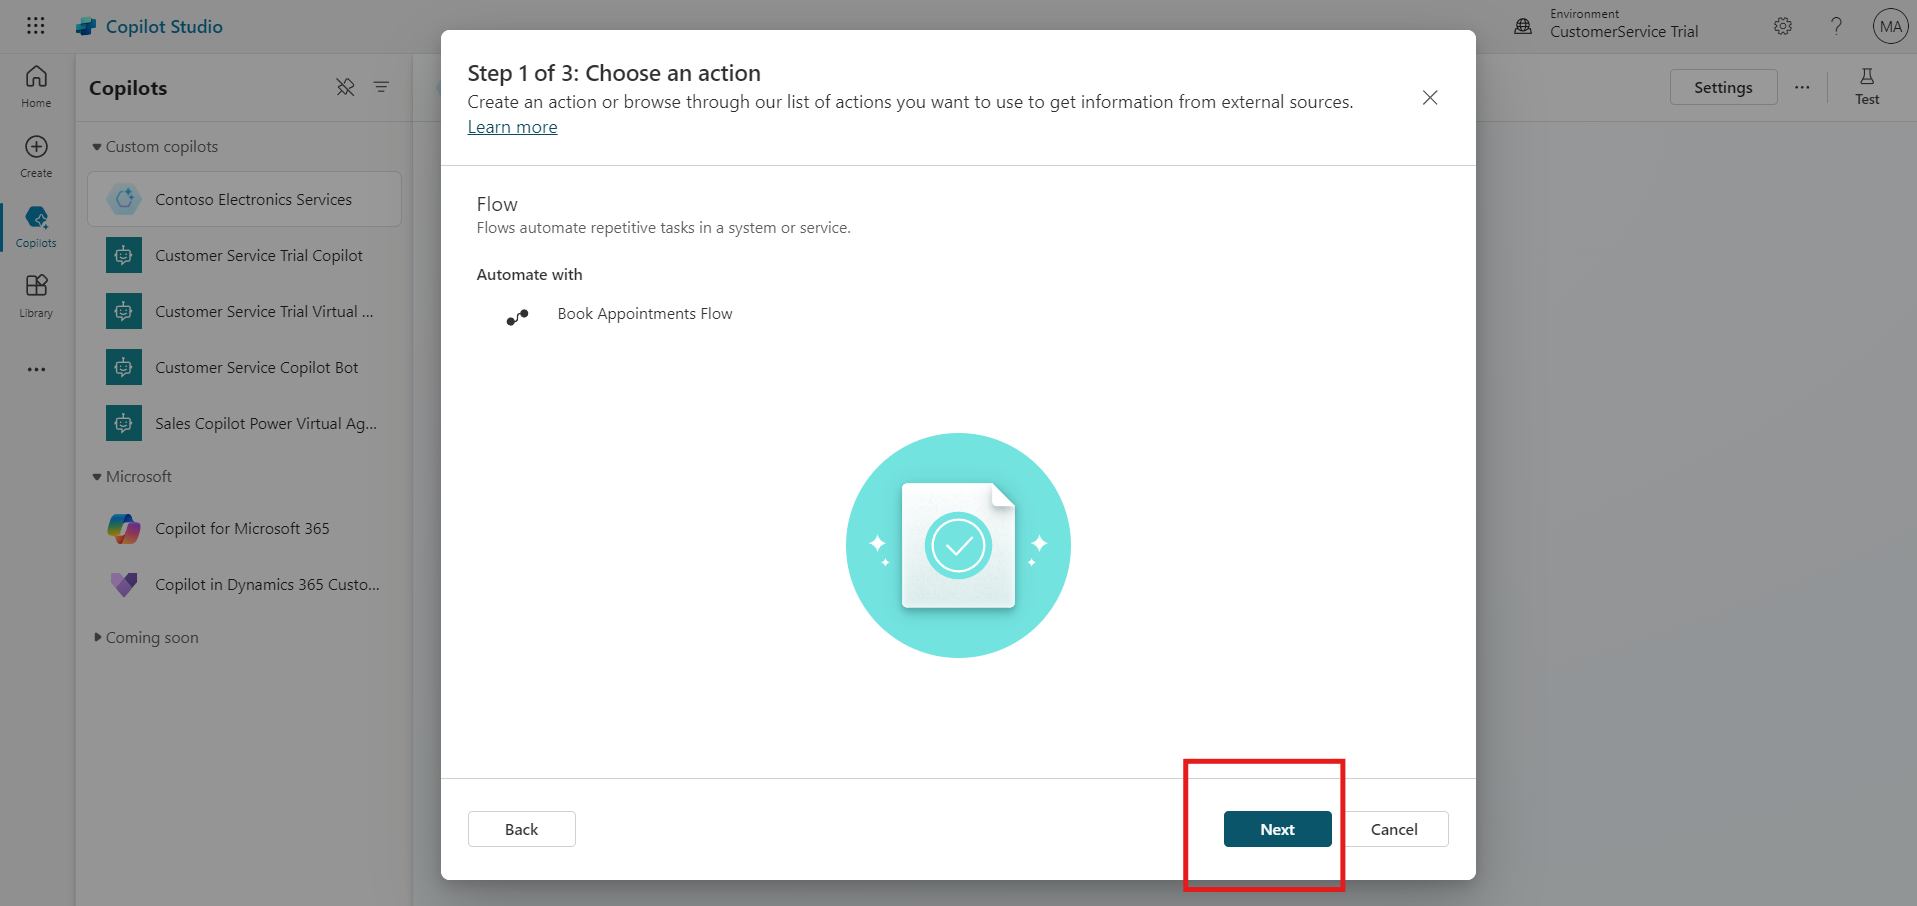 Copilot Studio
Environment
CustomerService Trial
?
MA
Home
Create
Copilots
Library
Copilots
Custom copilots
Contoso Electronics Services
Customer Service Trial Copilot
Customer Service Trial Virtual ...
Customer Service Copilot Bot
Sales Copilot Power Virtual Ag...
Microsoft
Copilot for Microsoft 365
Copilot in Dynamics 365 Custo...
Coming soon
Settings
Test
Step 1 of 3: Choose an action
Create an action or browse through our list of actions you want to use to get information from external sources.
Learn more
Flow
Flows automate repetitive tasks in a system or service.
Automate with
Book Appointments Flow
Back
Next
Cancel